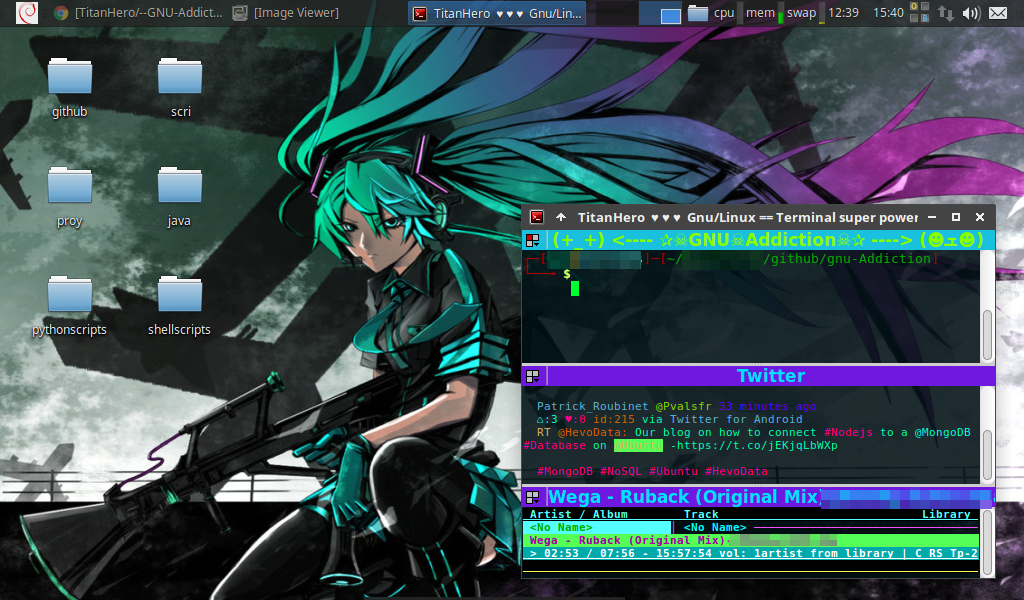 [TitanHero/--GNU-Addict... [Image Viewer] TitanHero ♥ ♥ ♥ Gnu/Lin... cpu mem swap 12:39 15:40
github
scri
proy
java
pythonscripts
shellscripts
TitanHero ♥ ♥ ♥ Gnu/Linux == Terminal super power
(+_+) <---- ✰☠GNU☠Addiction☠✰ ----> (☻ܫ☻)
]─[~/ /github/gnu-Addiction]
$
Twitter
Patrick_Roubinet @Pvalsfr 33 minutes ago
♺:3 ♥:0 id:215 via Twitter for Android
RT @HevoData: Our blog on how to connect #Nodejs to a @MongoDB
#Database on @Ubuntu -https://t.co/jEKjqLbWXp
#MongoDB #NoSQL #Ubuntu #HevoData
Wega - Ruback (Original Mix)
Artist / Album Track Library
<No Name> <No Name>
Wega - Ruback (Original Mix)-
> 02:53 / 07:56 - 15:57:54 vol: 1artist from library | C RS Tp-2